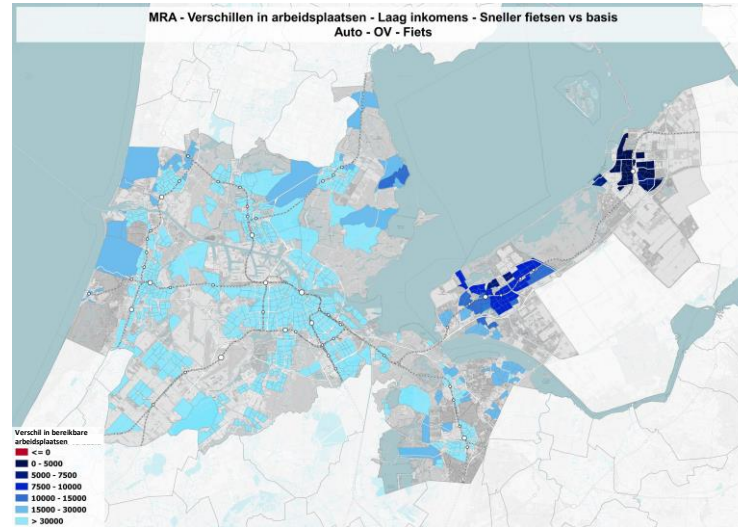 MRA - Verschillen in arbeidsplaatsen - Laag inkomens - Sneller fietsen vs basis
Auto - OV - Fiets
Verschil in bereikbare
arbeidsplaatsen
<= 0
0 - 5000
5000 - 7500
7500 - 10000
10000 - 15000
15000 - 30000
> 30000